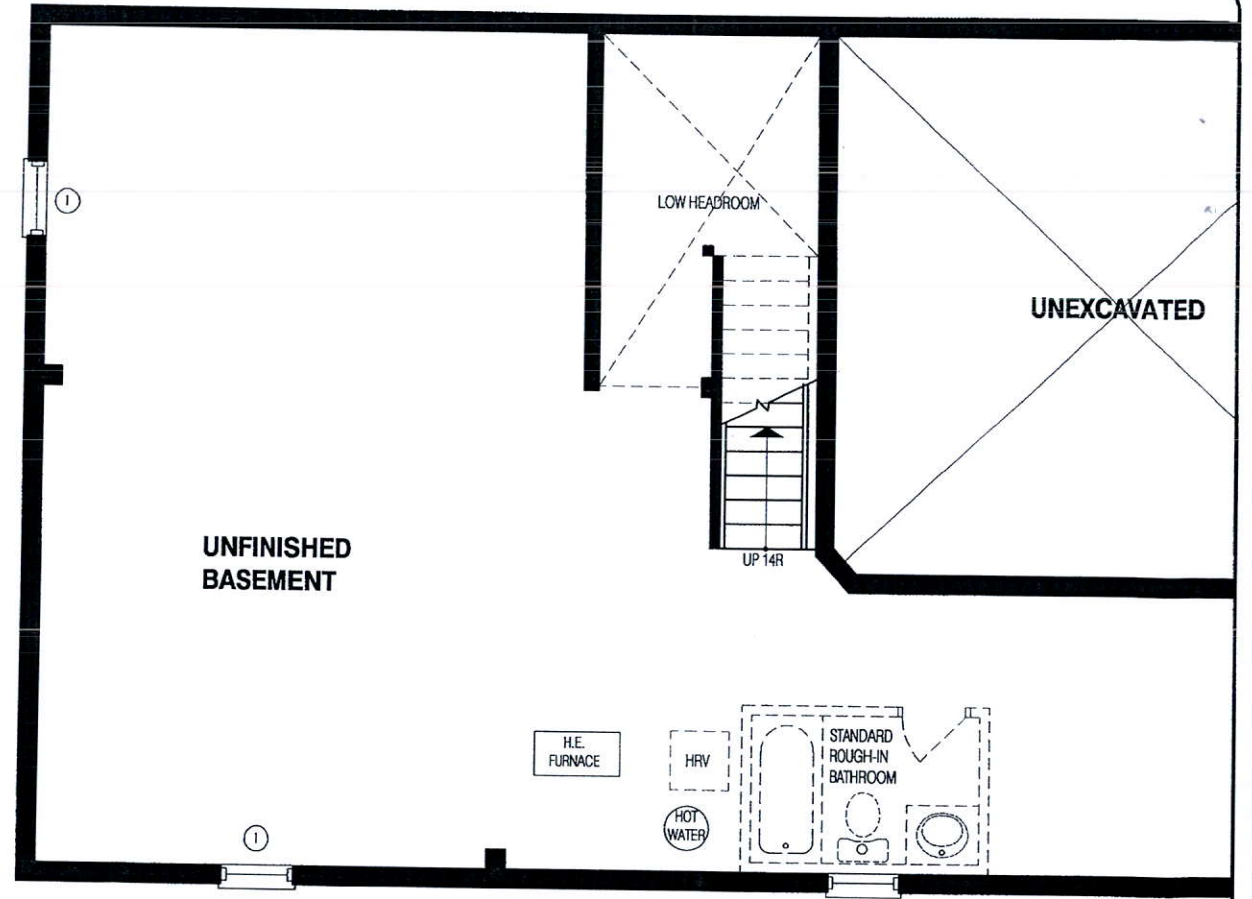 ①
LOW HEADROOM
UNEXCAVATED
UNFINISHED
BASEMENT
UP 14R
H.E.
FURNACE
HRV
STANDARD
ROUGH-IN
BATHROOM
HOT
WATER
①